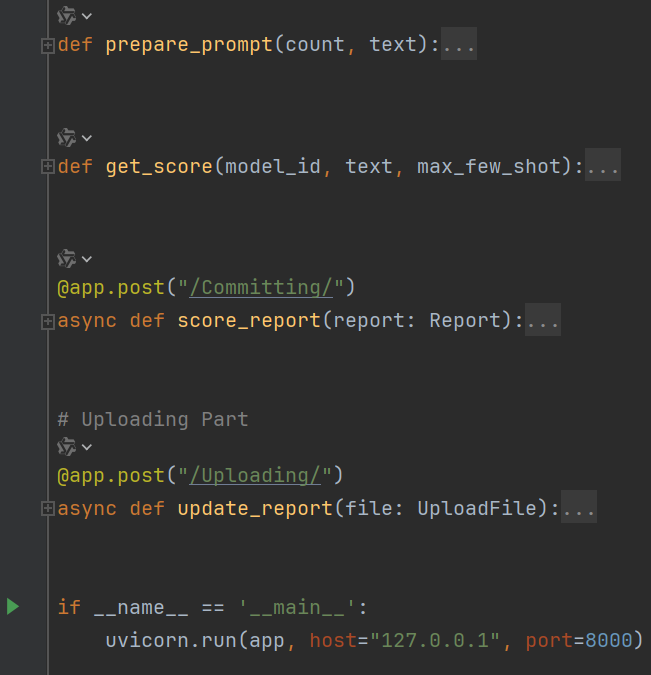 def prepare_prompt(count, text):...
def get_score(model_id, text, max_few_shot):...
@app.post("/Committing/")
async def score_report(report: Report):...
# Uploading Part
@app.post("/Uploading/")
async def update_report(file: UploadFile):...
if __name__ == '__main__':
    uvicorn.run(app, host="127.0.0.1", port=8000)